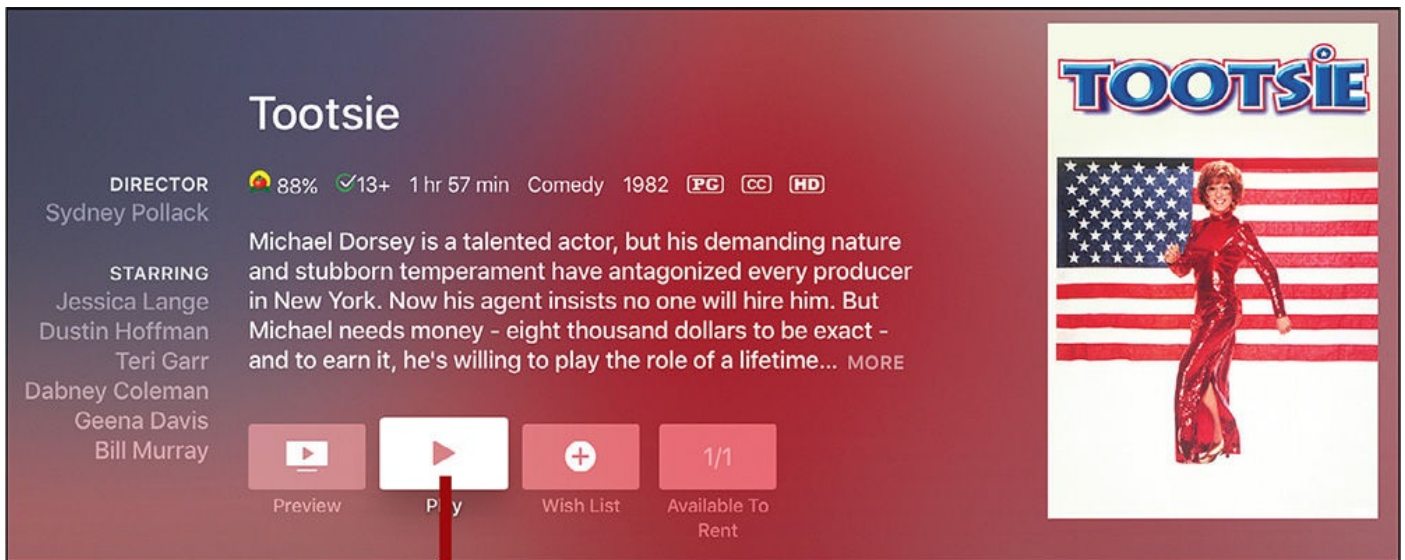 Tootsie
DIRECTOR
Sydney Pollack
STARRING
Jessica Lange
Dustin Hoffman
Teri Garr
Dabney Coleman
Geena Davis
Bill Murray
88% 13+ 1 hr 57 min Comedy 1982 PG CC HD
Michael Dorsey is a talented actor, but his demanding nature
and stubborn temperament have antagonized every producer
in New York. Now his agent insists no one will hire him. But
Michael needs money - eight thousand dollars to be exact -
and to earn it, he's willing to play the role of a lifetime... MORE
Preview
Play
Wish List
1/1
Available To
Rent
TOOTSiE